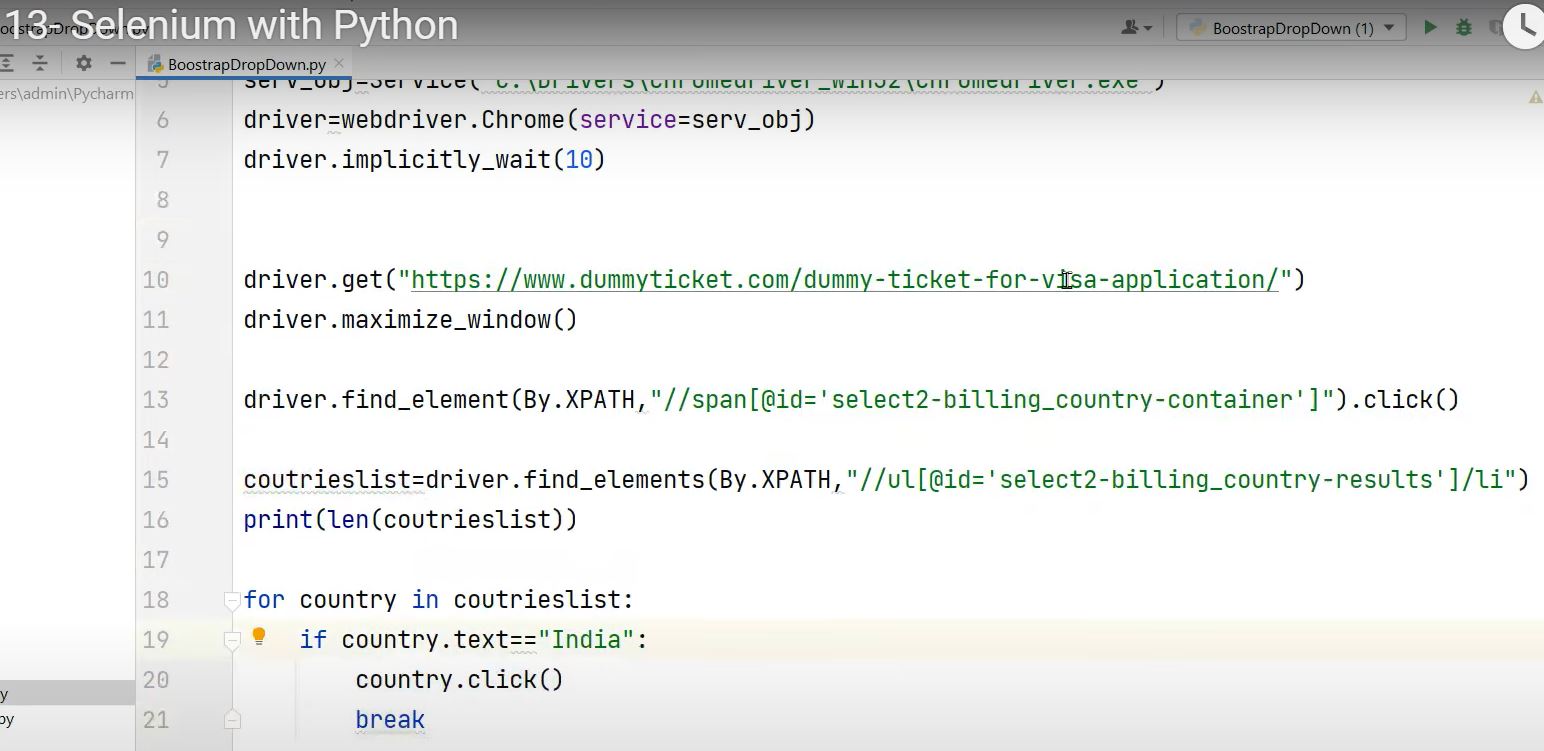 13- Selenium with Python
BoostrapDropDown (1)
BoostrapDropDown.py
ers\admin\Pycharm
5 serv_obj=Service("C:\Drivers\chromedriver_win32\chromedriver.exe")
6 driver=webdriver.Chrome(service=serv_obj)
7 driver.implicitly_wait(10)
8
9
10 driver.get("https://www.dummyticket.com/dummy-ticket-for-visa-application/")
11 driver.maximize_window()
12
13 driver.find_element(By.XPATH,"//span[@id='select2-billing_country-container']").click()
14
15 coutrieslist=driver.find_elements(By.XPATH,"//ul[@id='select2-billing_country-results']/li")
16 print(len(coutrieslist))
17
18 for country in coutrieslist:
19 if country.text=="India":
20 country.click()
21 break
y
py